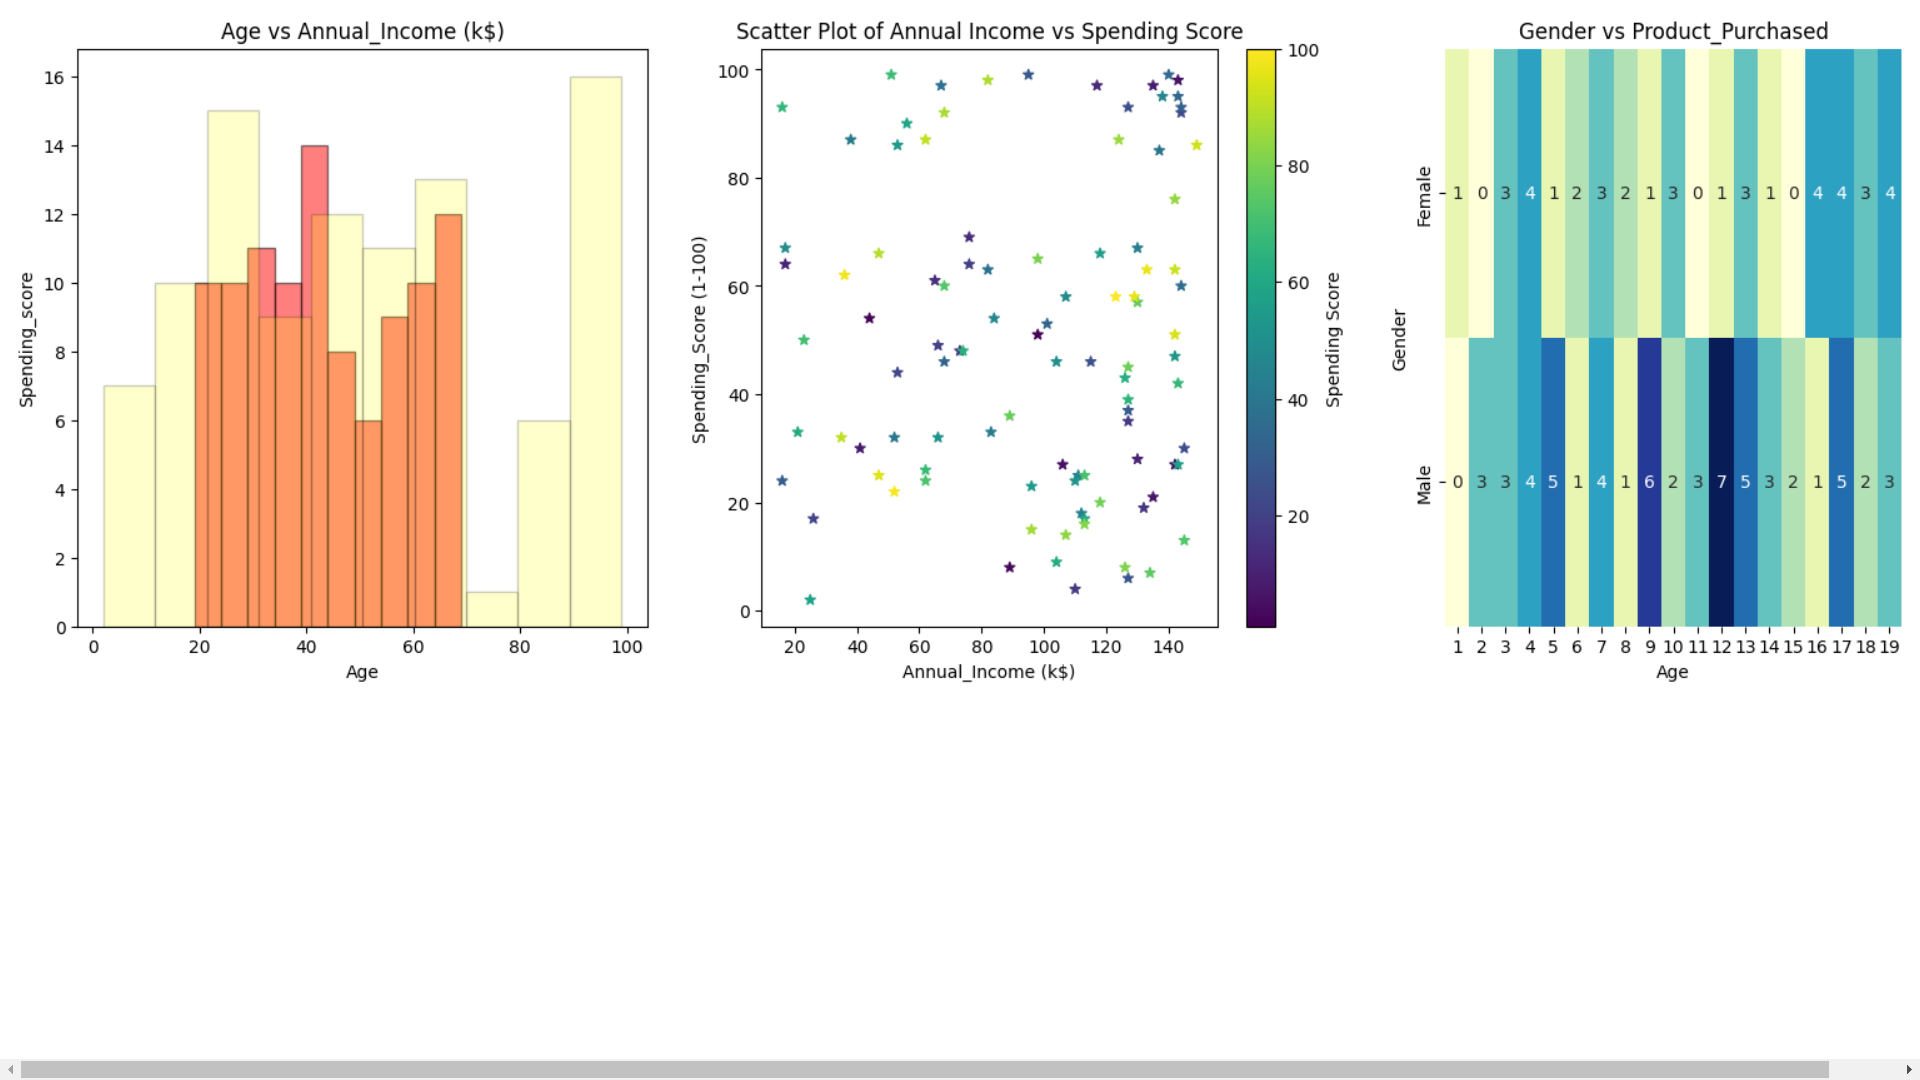 Age vs Annual_Income (k$)
16
14
12
10
8
6
4
2
0
Spending_score
0 20 40 60 80 100
Age
Scatter Plot of Annual Income vs Spending Score
100
80
60
40
20
0
Spending_Score (1-100)
20 40 60 80 100 120 140
Annual_Income (k$)
100
80
60
40
20
Spending Score
Gender vs Product_Purchased
Female
1 0 3 4 1 2 3 2 1 3 0 1 3 1 0 4 4 3 4
Gender
Male
0 3 3 4 5 1 4 1 6 2 3 7 5 3 2 1 5 2 3
1 2 3 4 5 6 7 8 9 10 11 12 13 14 15 16 17 18 19
Age